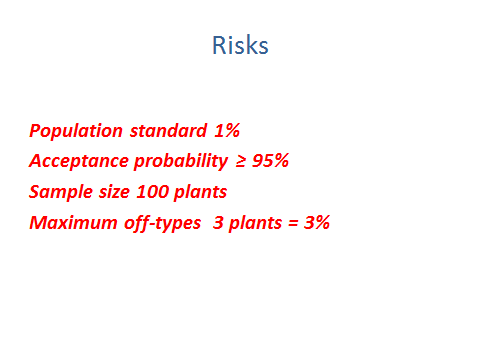 Risks
Population standard 1%
Acceptance probability ≥ 95%
Sample size 100 plants
Maximum off-types  3 plants = 3%